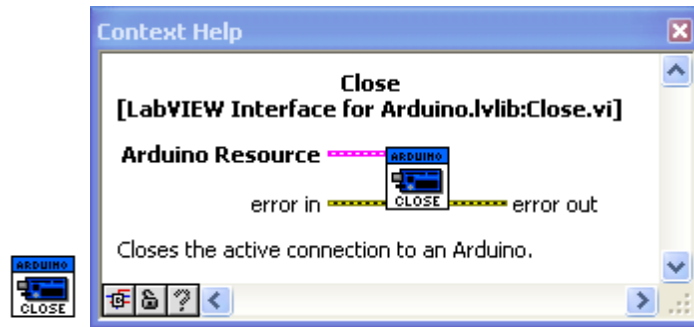 Context Help
Close
[LabVIEW Interface for Arduino.lvlib:Close.vi]
Arduino Resource
ARDUINO
CLOSE
error in
error out
Closes the active connection to an Arduino.
ARDUINO
CLOSE
?